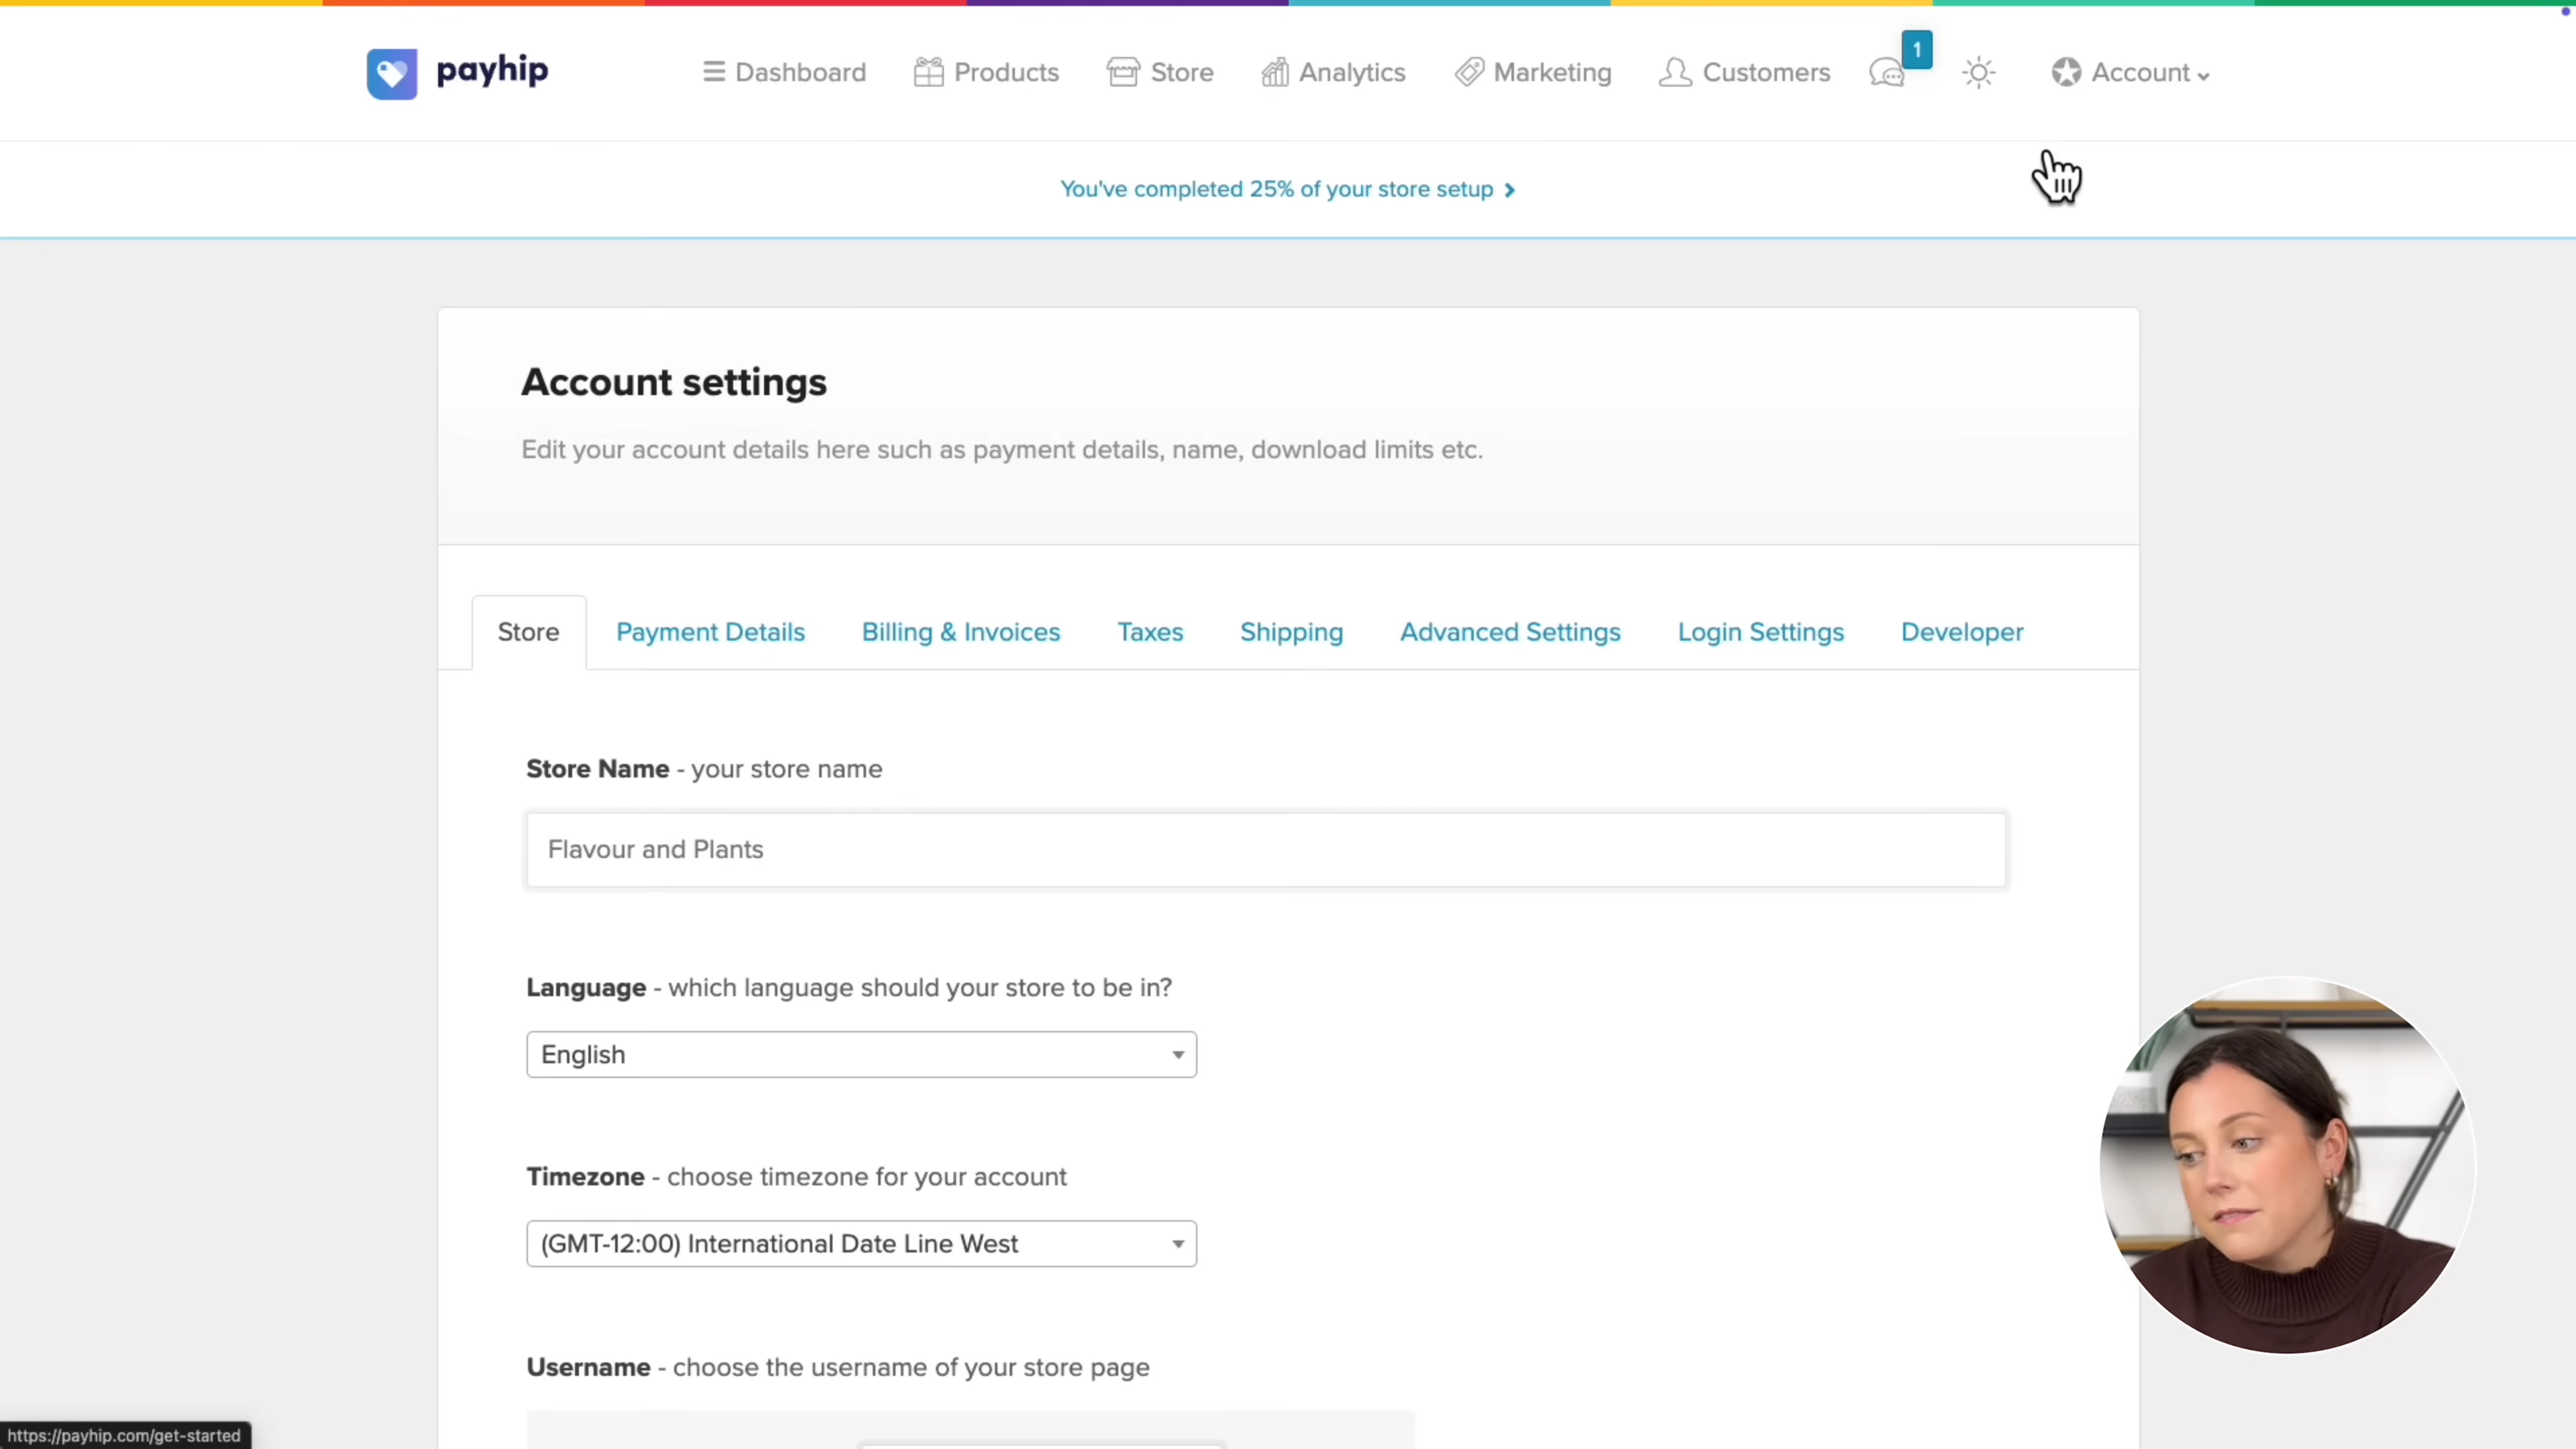 payhip
Dashboard
Products
Store
Analytics
Marketing
Customers
1
Account
You've completed 25% of your store setup
Account settings
Edit your account details here such as payment details, name, download limits etc.
Store
Payment Details
Billing & Invoices
Taxes
Shipping
Advanced Settings
Login Settings
Developer
Store Name - your store name
Flavour and Plants
Language - which language should your store to be in?
English
Timezone - choose timezone for your account
(GMT-12:00) International Date Line West
Username - choose the username of your store page
https://payhip.com/get-started